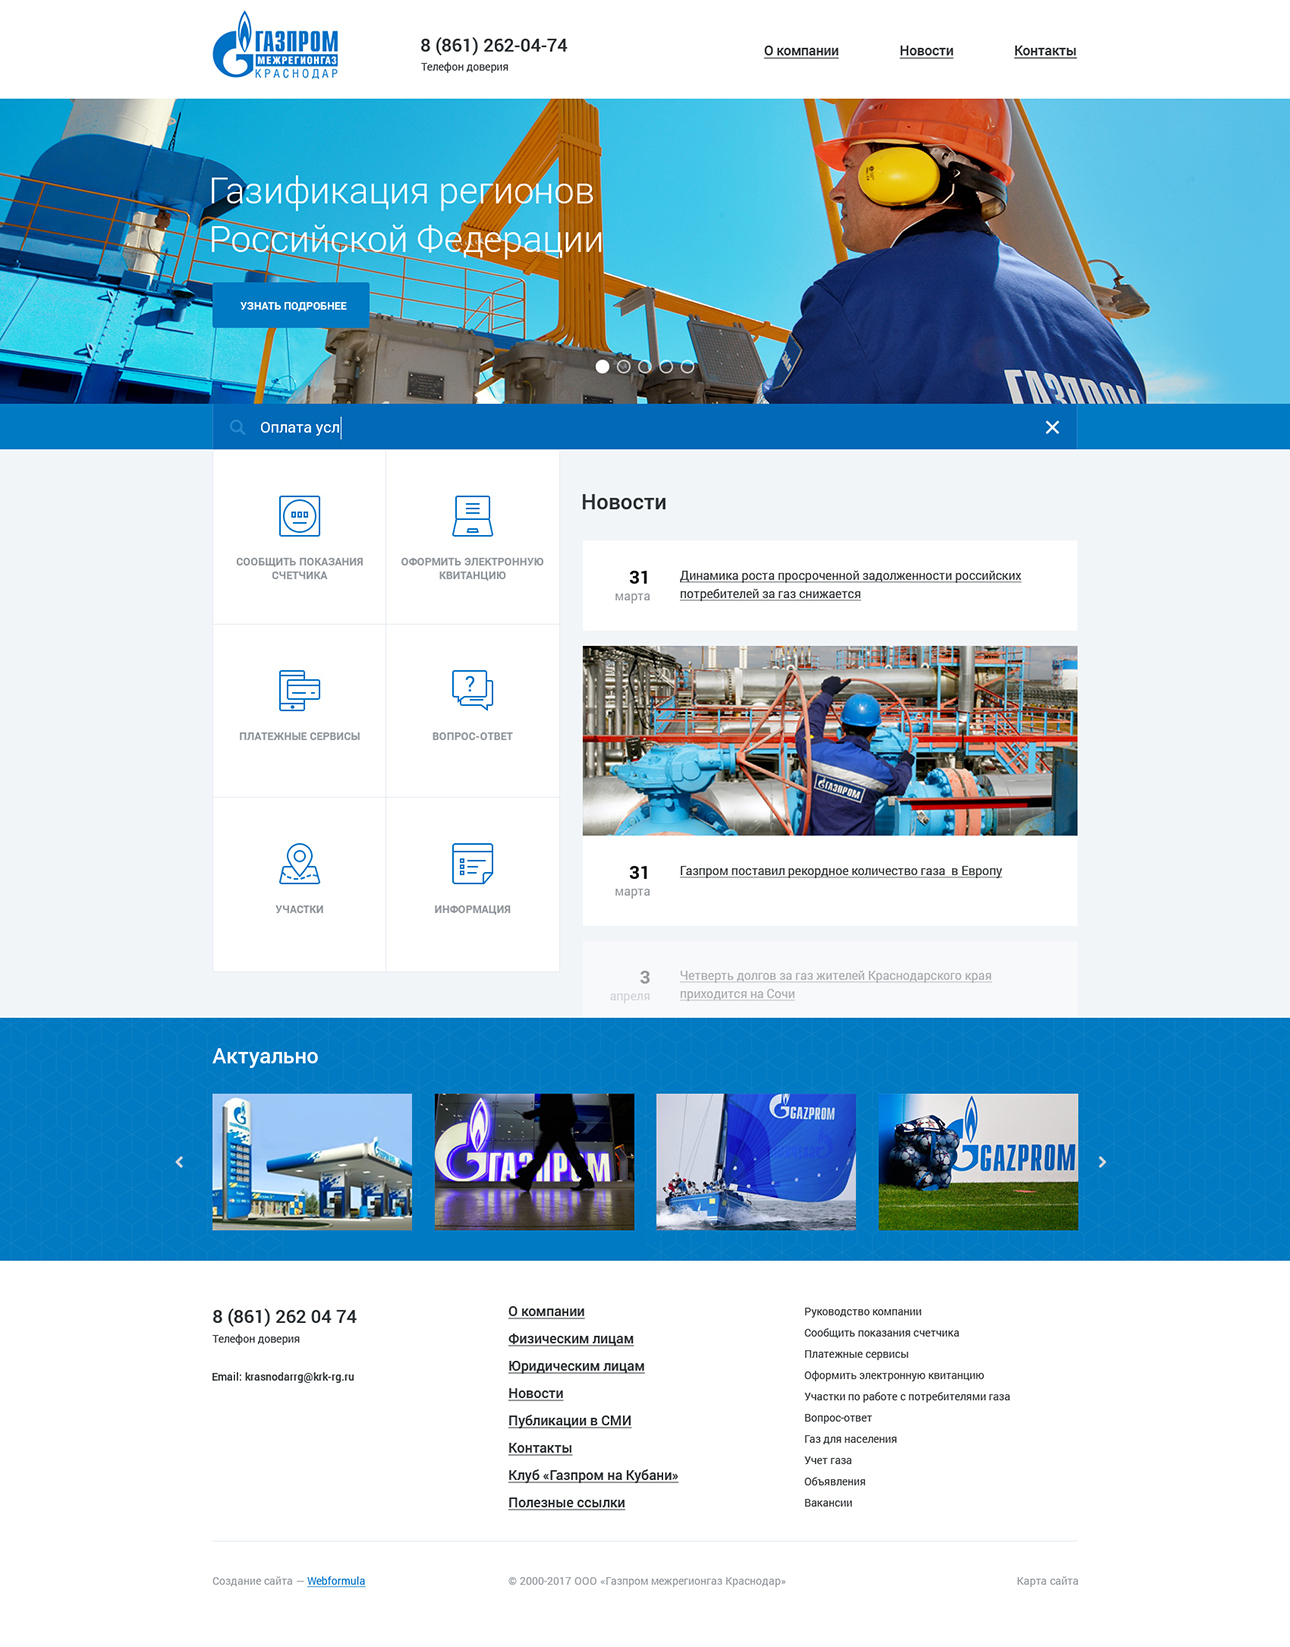 ГАЗПРОМ
МЕЖРЕГИОНГАЗ
КРАСНОДАР
8 (861) 262-04-74
Телефон доверия
О компании
Новости
Контакты
Газификация регионов
Российской Федерации
УЗНАТЬ ПОДРОБНЕЕ
ГАЗПРОМ
Оплата усл
СООБЩИТЬ ПОКАЗАНИЯ
СЧЕТЧИКА
ОФОРМИТЬ ЭЛЕКТРОННУЮ
КВИТАНЦИЮ
ПЛАТЕЖНЫЕ СЕРВИСЫ
?
ВОПРОС-ОТВЕТ
УЧАСТКИ
ИНФОРМАЦИЯ
Новости
31
марта
Динамика роста просроченной задолженности российских
потребителей за газ снижается
ГАЗПРОМ
31
марта
Газпром поставил рекордное количество газа в Европу
3
апреля
Четверть долгов за газ жителей Краснодарского края
приходится на Сочи
Актуально
ГАЗПРОМ
GAZPROM
GAZPROM
8 (861) 262 04 74
Телефон доверия
Email: krasnodarrg@krk-rg.ru
О компании
Физическим лицам
Юридическим лицам
Новости
Публикации в СМИ
Контакты
Клуб «Газпром на Кубани»
Полезные ссылки
Руководство компании
Сообщить показания счетчика
Платежные сервисы
Оформить электронную квитанцию
Участки по работе с потребителями газа
Вопрос-ответ
Газ для населения
Учет газа
Объявления
Вакансии
Создание сайта — Webformula
© 2000-2017 ООО «Газпром межрегионгаз Краснодар»
Карта сайта